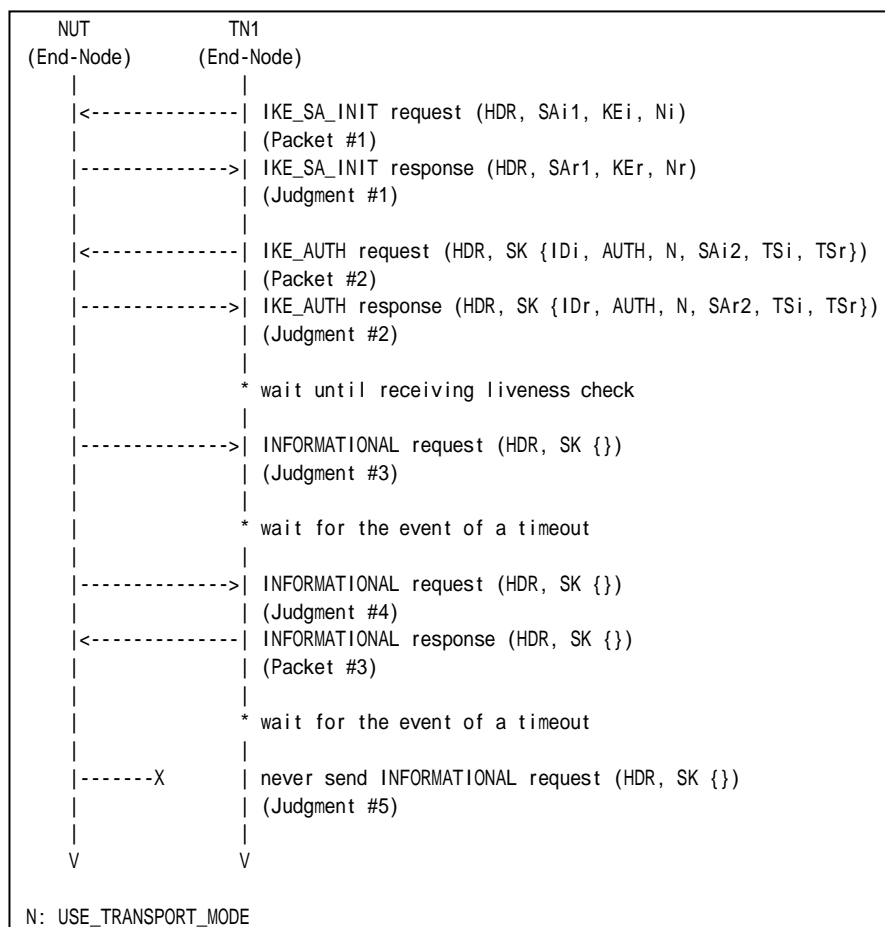 NUT TN1
(End-Node) (End-Node)
| |
|<--------------| IKE_SA_INIT request (HDR, SAi1, KEi, Ni)
| | (Packet #1)
|-------------->| IKE_SA_INIT response (HDR, SAr1, KEr, Nr)
| | (Judgment #1)
| |
|<--------------| IKE_AUTH request (HDR, SK {IDi, AUTH, N, SAi2, TSi, TSr})
| | (Packet #2)
|-------------->| IKE_AUTH response (HDR, SK {IDr, AUTH, N, SAr2, TSi, TSr})
| | (Judgment #2)
| |
| * wait until receiving liveness check
| |
|-------------->| INFORMATIONAL request (HDR, SK {})
| | (Judgment #3)
| |
| * wait for the event of a timeout
| |
|-------------->| INFORMATIONAL request (HDR, SK {})
| | (Judgment #4)
|<--------------| INFORMATIONAL response (HDR, SK {})
| | (Packet #3)
| |
| * wait for the event of a timeout
| |
|-------X | never send INFORMATIONAL request (HDR, SK {})
| | (Judgment #5)
| |
V V
N: USE_TRANSPORT_MODE